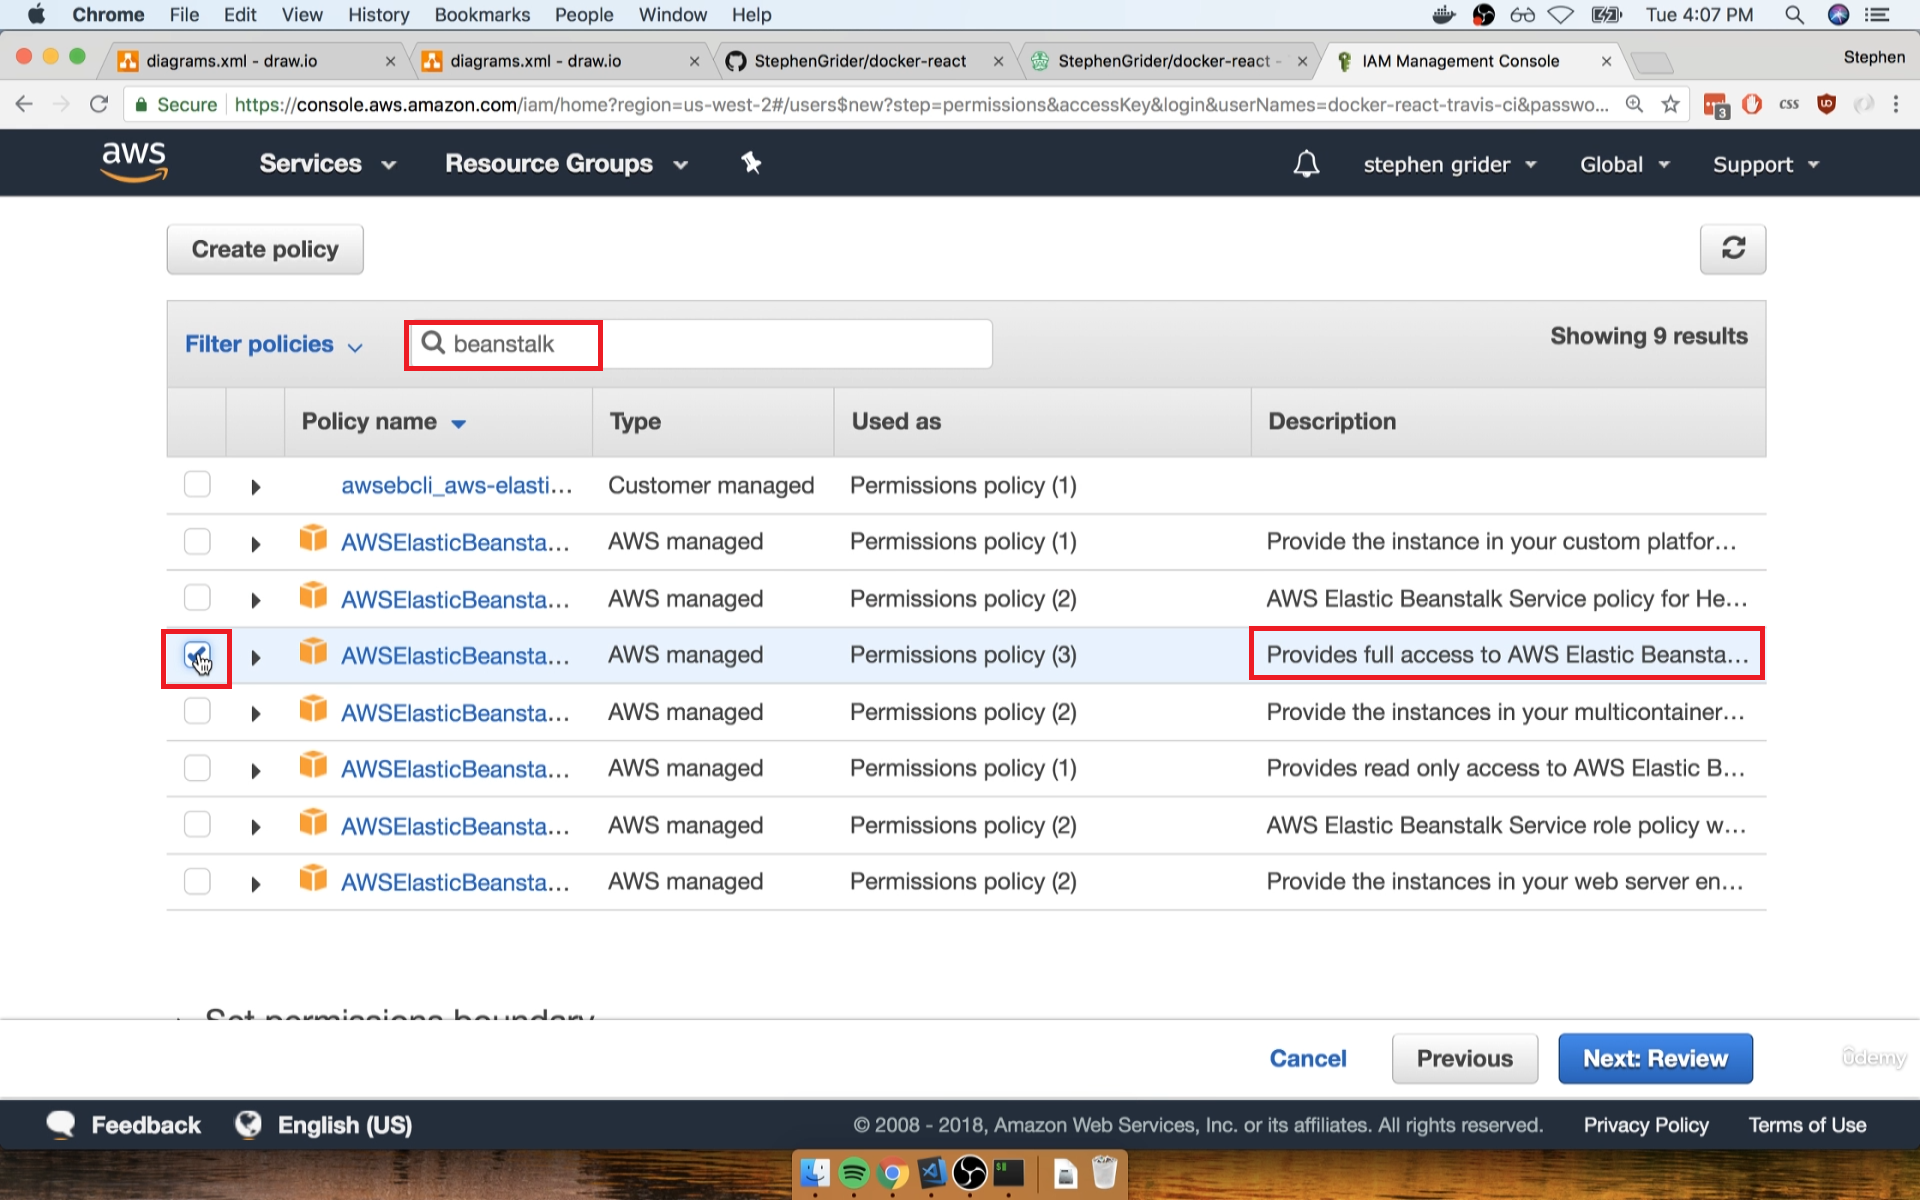 Chrome File Edit View History Bookmarks People Window Help Tue 4:07 PM
diagrams.xml - draw.io
diagrams.xml - draw.io
StephenGrider/docker-react
StephenGrider/docker-react -
IAM Management Console
Stephen
Secure https://console.aws.amazon.com/iam/home?region=us-west-2#/users$new?step=permissions&accessKey&login&userNames=docker-react-travis-ci&passwo...
3
css
aws Services Resource Groups stephen grider Global Support
Create policy
Filter policies beanstalk Showing 9 results
Policy name Type Used as Description
awsebcli_aws-elasti... Customer managed Permissions policy (1)
AWSElasticBeansta... AWS managed Permissions policy (1) Provide the instance in your custom platfor...
AWSElasticBeansta... AWS managed Permissions policy (2) AWS Elastic Beanstalk Service policy for He...
AWSElasticBeansta... AWS managed Permissions policy (3) Provides full access to AWS Elastic Beansta...
AWSElasticBeansta... AWS managed Permissions policy (2) Provide the instances in your multicontainer...
AWSElasticBeansta... AWS managed Permissions policy (1) Provides read only access to AWS Elastic B...
AWSElasticBeansta... AWS managed Permissions policy (2) AWS Elastic Beanstalk Service role policy w...
AWSElasticBeansta... AWS managed Permissions policy (2) Provide the instances in your web server en...
Set permissions boundary
Cancel Previous Next: Review
ûdemy
Feedback English (US) © 2008 - 2018, Amazon Web Services, Inc. or its affiliates. All rights reserved. Privacy Policy Terms of Use